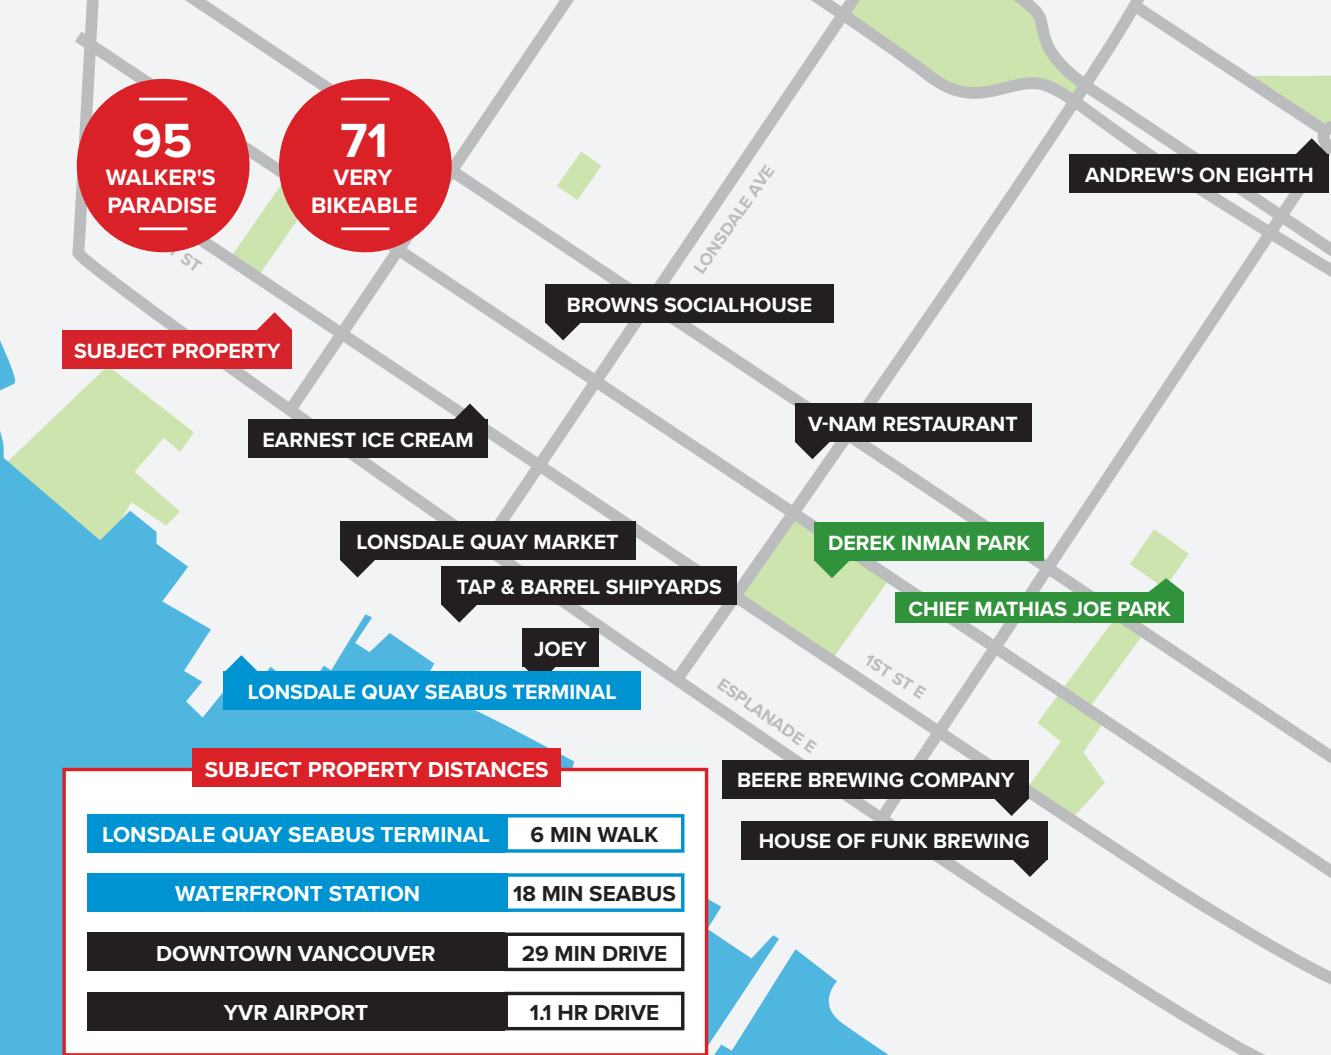 95
WALKER'S
PARADISE
71
VERY
BIKEABLE
ST
LONSDALE AVE
ANDREW'S ON EIGHTH
BROWNS SOCIALHOUSE
SUBJECT PROPERTY
EARNEST ICE CREAM
V-NAM RESTAURANT
LONSDALE QUAY MARKET
DEREK INMAN PARK
TAP & BARREL SHIPYARDS
CHIEF MATHIAS JOE PARK
JOEY
1ST ST E
LONSDALE QUAY SEABUS TERMINAL
ESPLANADE E
BEERE BREWING COMPANY
HOUSE OF FUNK BREWING
SUBJECT PROPERTY DISTANCES
LONSDALE QUAY SEABUS TERMINAL 6 MIN WALK
WATERFRONT STATION 18 MIN SEABUS
DOWNTOWN VANCOUVER 29 MIN DRIVE
YVR AIRPORT 1.1 HR DRIVE